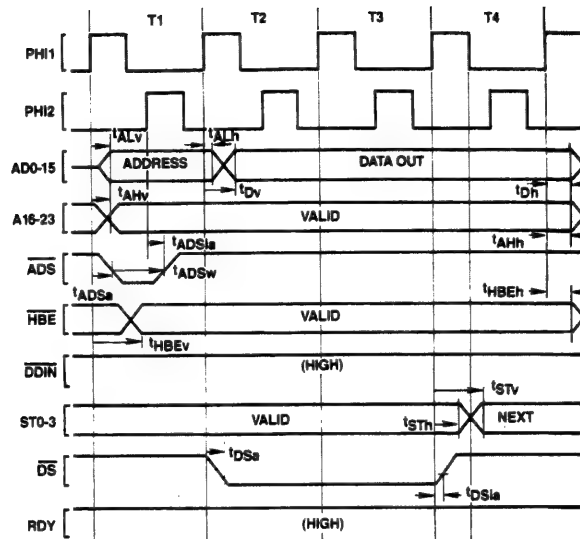 T1 T2 T3 T4
PHI1
PHI2
tALv tALh
AD0-15 ADDRESS DATA OUT
tAHv tDv tDh
A16-23 VALID
tADSia tAHh
ADS tADSw
tADSa tHBEh
HBE VALID
tHBEv
DDIN (HIGH)
tSTv
ST0-3 VALID tSTh NEXT
DS tDSa
tDSia
RDY (HIGH)